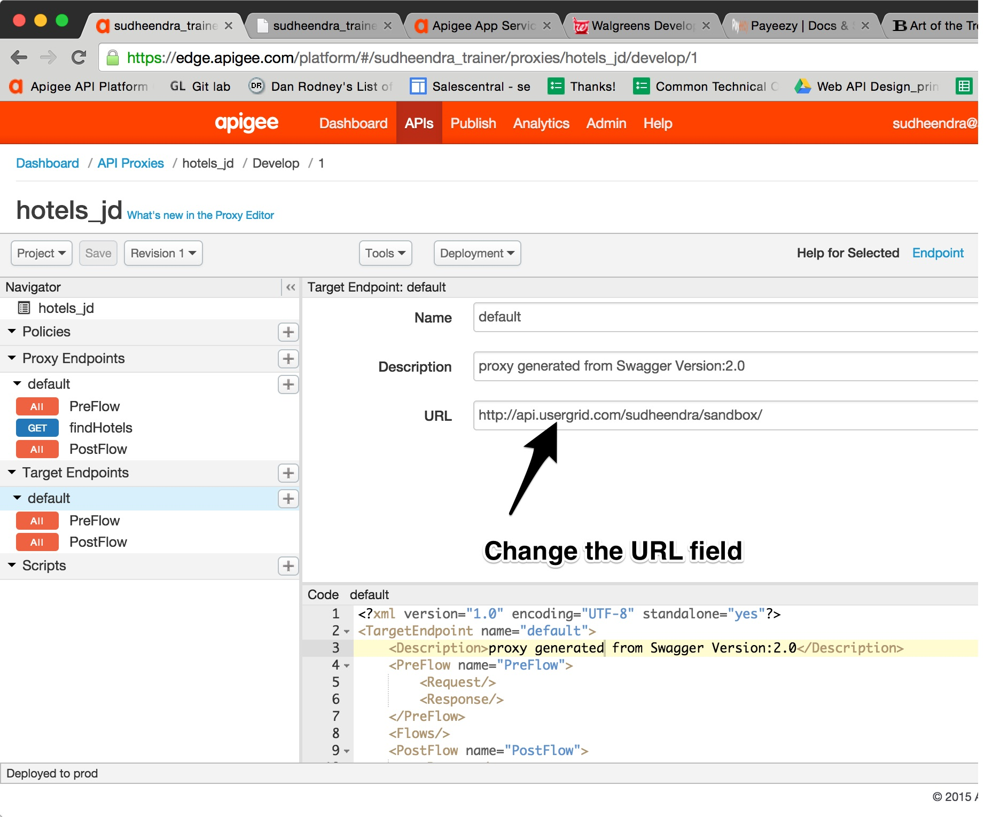 sudheendra_traine
sudheendra_traine
Apigee App Servic
Walgreens Develop
Payeezy | Docs &
Art of the Tr
https://edge.apigee.com/platform/#/sudheendra_trainer/proxies/hotels_jd/develop/1
Apigee API Platform
GL Git lab
DR Dan Rodney's List of
Salescentral - se
Thanks!
Common Technical
Web API Design_prin
apigee
Dashboard
APIs
Publish
Analytics
Admin
Help
sudheendra@
Dashboard / API Proxies / hotels_jd / Develop / 1
hotels_jd What's new in the Proxy Editor
Project
Save
Revision 1
Tools
Deployment
Help for Selected Endpoint
Navigator
hotels_jd
Policies
Proxy Endpoints
default
All PreFlow
GET findHotels
All PostFlow
Target Endpoints
default
All PreFlow
All PostFlow
Scripts
Target Endpoint: default
Name default
Description proxy generated from Swagger Version:2.0
URL http://api.usergrid.com/sudheendra/sandbox/
Change the URL field
Code default
1 <?xml version="1.0" encoding="UTF-8" standalone="yes"?>
2 <TargetEndpoint name="default">
3 <Description>proxy generated from Swagger Version:2.0</Description>
4 <PreFlow name="PreFlow">
5 <Request/>
6 <Response/>
7 </PreFlow>
8 <Flows/>
9 <PostFlow name="PostFlow">
Deployed to prod
© 2015